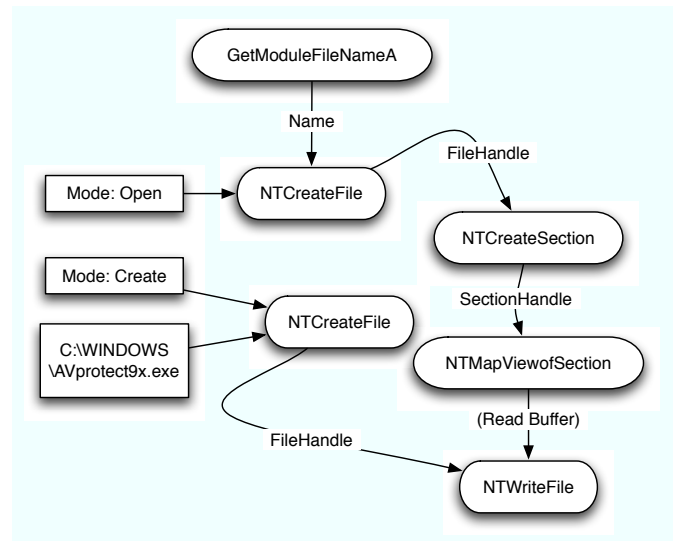 GetModuleFileNameA
Name
FileHandle
Mode: Open
NTCreateFile
NTCreateSection
Mode: Create
SectionHandle
NTCreateFile
C:\WINDOWS
\AVprotect9x.exe
NTMapViewofSection
(Read Buffer)
FileHandle
NTWriteFile